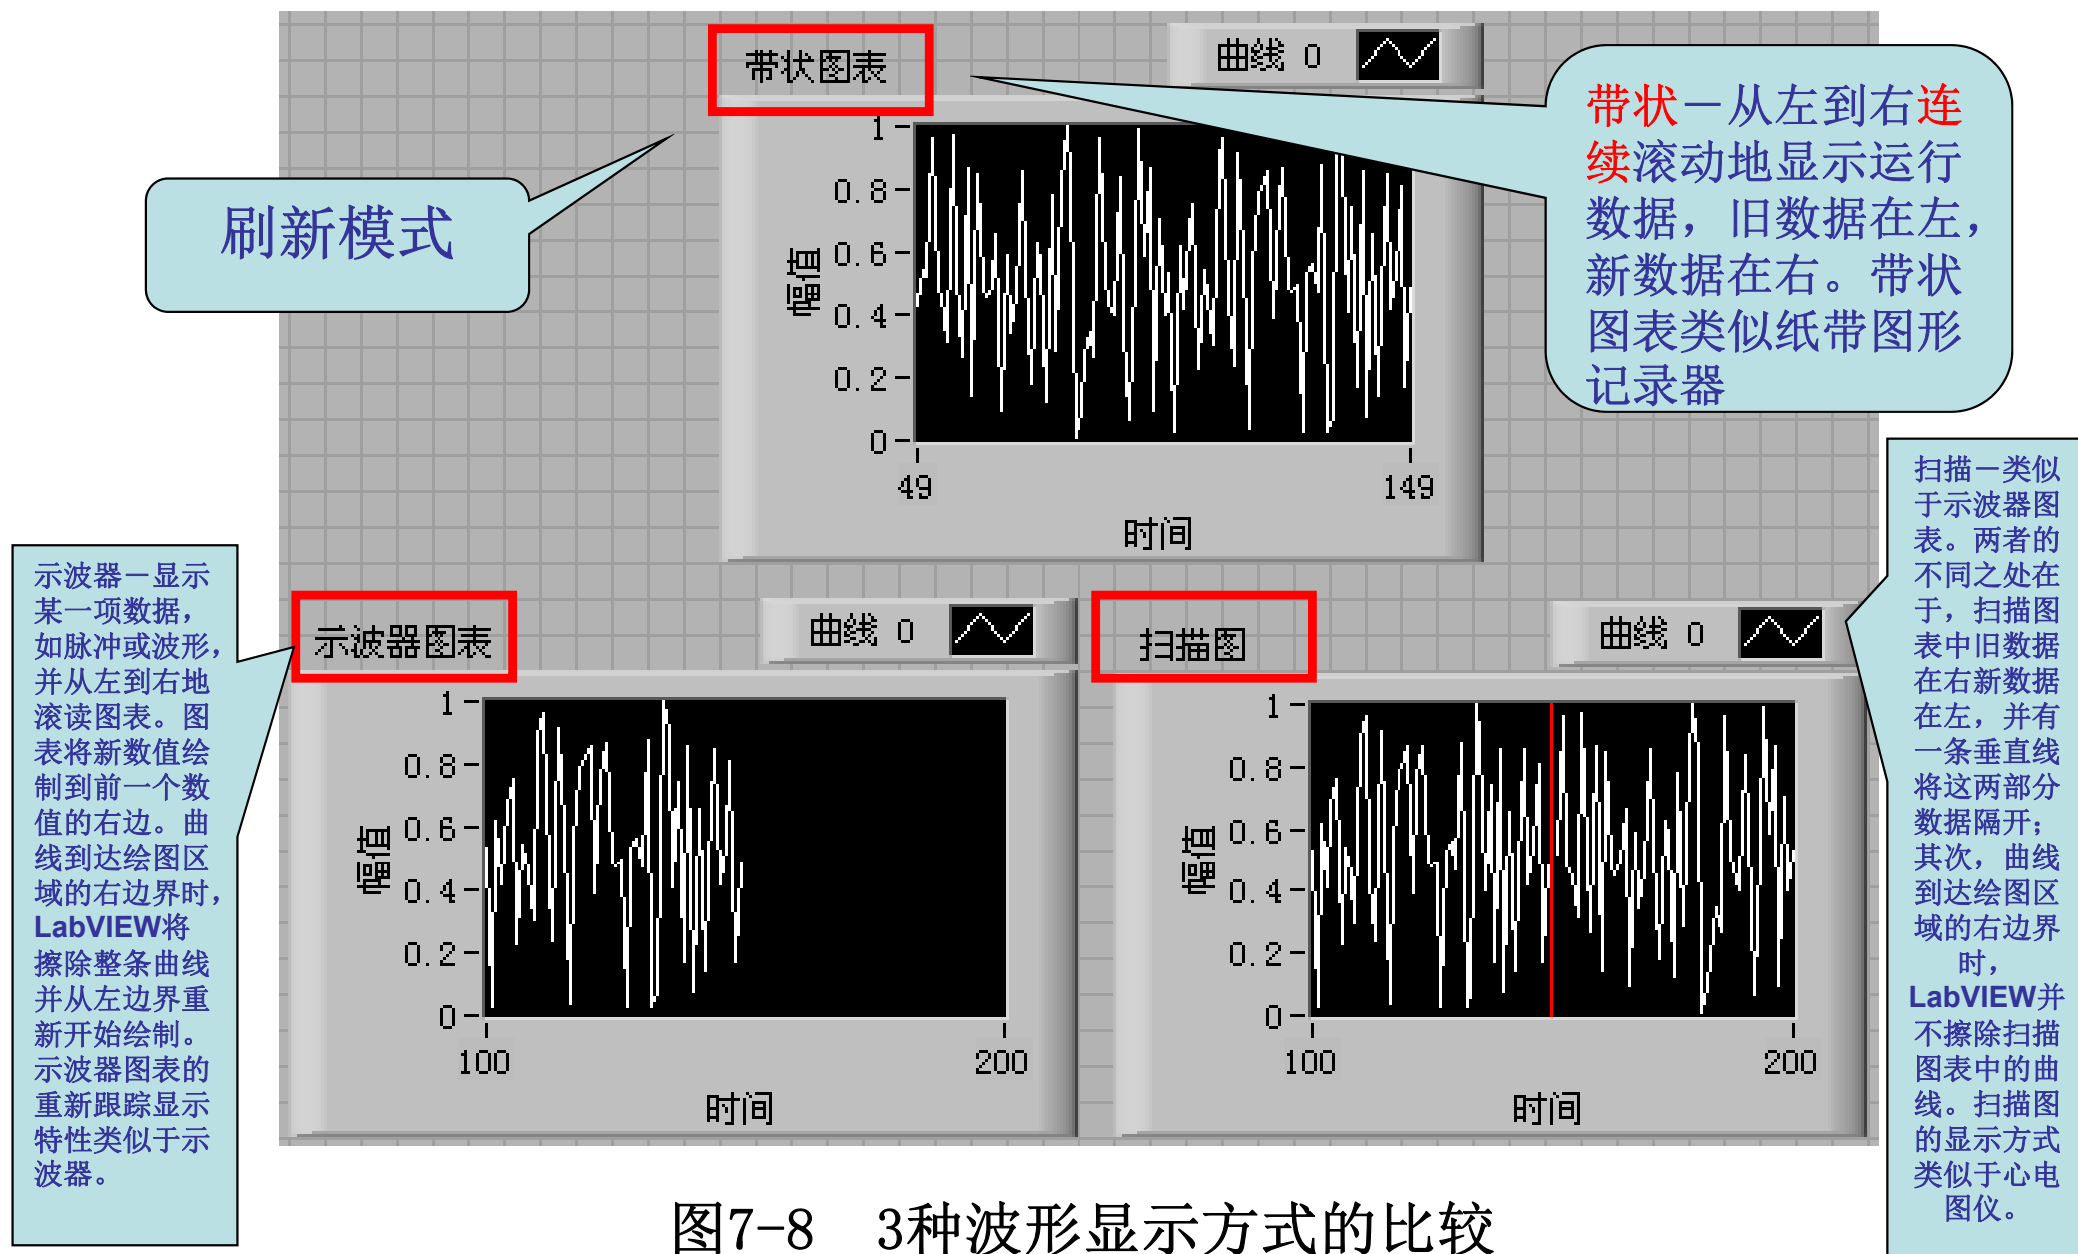 带状图表
曲线 0
带状－从左到右连
续滚动地显示运行
数据，旧数据在左，
新数据在右。带状
图表类似纸带图形
记录器
刷新模式
1
0.8
0.6
0.4
0.2
0
幅值
49
149
时间
示波器－显示
某一项数据，
如脉冲或波形，
并从左到右地
滚读图表。图
表将新数值绘
制到前一个数
值的右边。曲
线到达绘图区
域的右边界时，
LabVIEW将
擦除整条曲线
并从左边界重
新开始绘制。
示波器图表的
重新跟踪显示
特性类似于示
波器。
示波器图表
曲线 0
1
0.8
0.6
0.4
0.2
0
幅值
100
200
时间
扫描图
曲线 0
1
0.8
0.6
0.4
0.2
0
幅值
100
200
时间
扫描－类似
于示波器图
表。两者的
不同之处在
于，扫描图
表中旧数据
在右新数据
在左，并有
一条垂直线
将这两部分
数据隔开；
其次，曲线
到达绘图区
域的右边界
时，
LabVIEW并
不擦除扫描
图表中的曲
线。扫描图
的显示方式
类似于心电
图仪。
图7-8 3种波形显示方式的比较